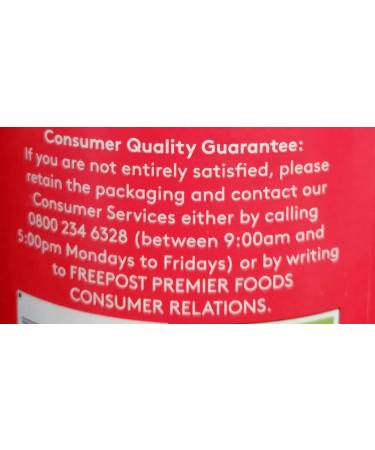 Consumer Quality Guarantee:
If you are not entirely satisfied, please
retain the packaging and contact our
Consumer Services either by calling
0800 234 6328 (between 9:00am and
5:00pm Mondays to Fridays) or by writing
to FREEPOST PREMIER FOODS
CONSUMER RELATIONS.